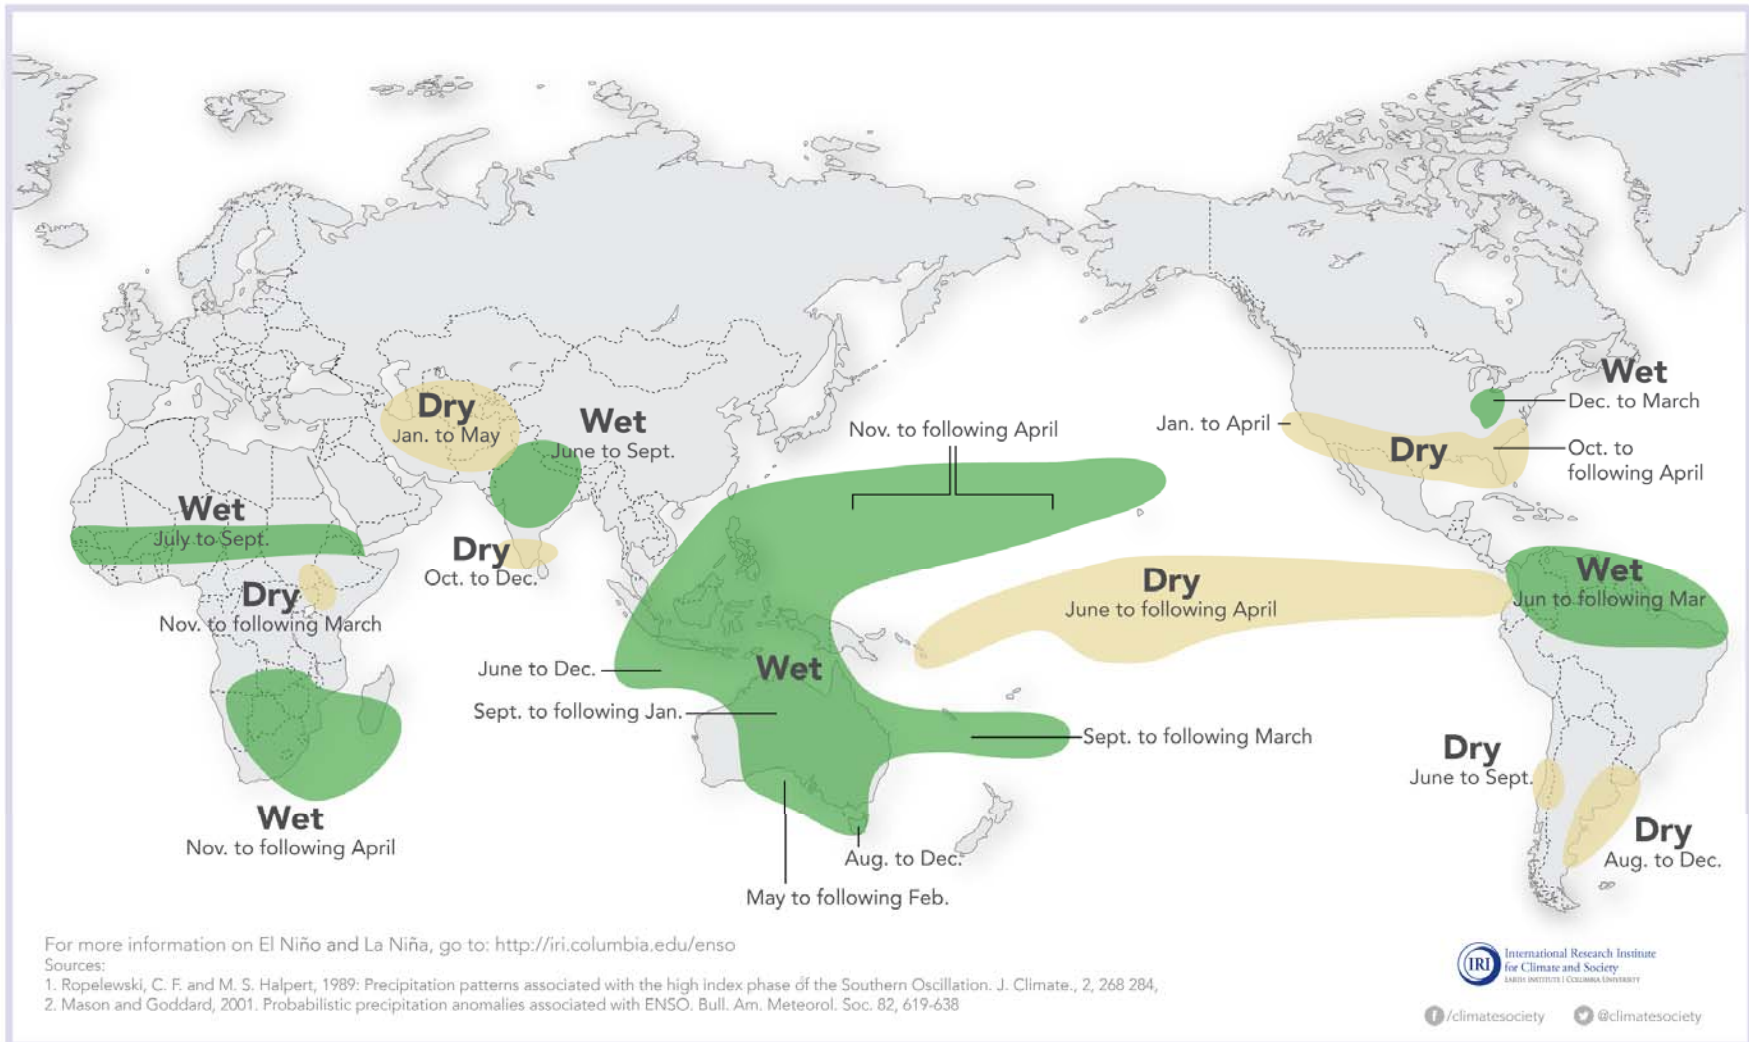 Wet
Dec. to March
Jan. to April
Dry
Oct. to
following April
Nov. to following April
Dry
Jan. to May
Wet
June to Sept.
Wet
July to Sept.
Dry
Oct. to Dec.
Dry
Nov. to following March
Dry
June to following April
Wet
Jun to following Mar
June to Dec.
Wet
Sept. to following Jan.
Sept. to following March
Dry
June to Sept.
Wet
Nov. to following April
Aug. to Dec.
May to following Feb.
Dry
Aug. to Dec.
For more information on El Niño and La Niña, go to: http://iri.columbia.edu/enso
Sources:
1. Ropelewski, C. F. and M. S. Halpert, 1989: Precipitation patterns associated with the high index phase of the Southern Oscillation. J. Climate., 2, 268 284,
2. Mason and Goddard, 2001. Probabilistic precipitation anomalies associated with ENSO. Bull. Am. Meteorol. Soc. 82, 619-638
IRI
International Research Institute
for Climate and Society
EARTH INSTITUTE | COLUMBIA UNIVERSITY
/climatesociety
@climatesociety